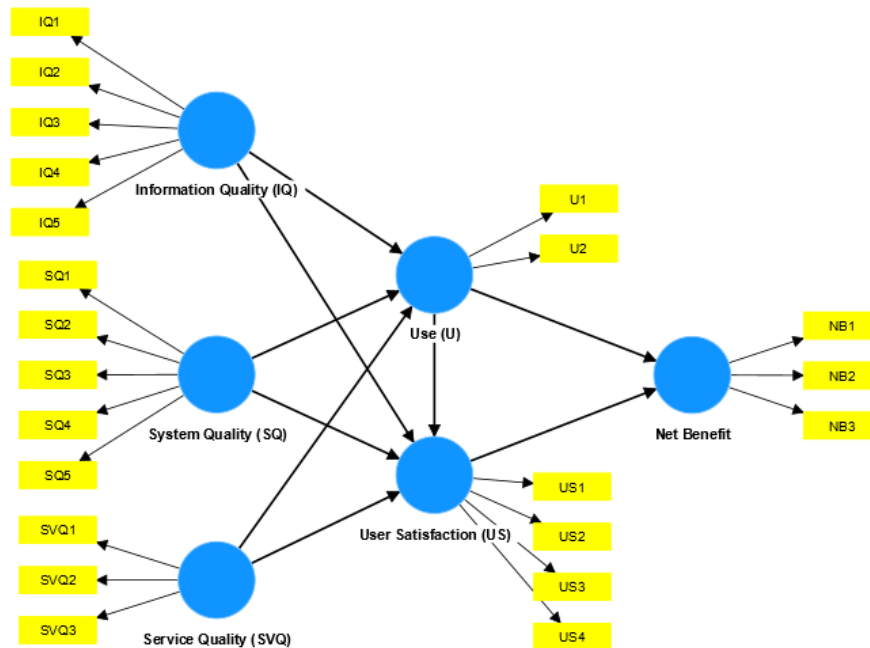 IQ1
IQ2
IQ3
IQ4
IQ5
Information Quality (IQ)
SQ1
SQ2
SQ3
SQ4
SQ5
System Quality (SQ)
SVQ1
SVQ2
SVQ3
Service Quality (SVQ)
U1
U2
Use (U)
User Satisfaction (US)
US1
US2
US3
US4
Net Benefit
NB1
NB2
NB3